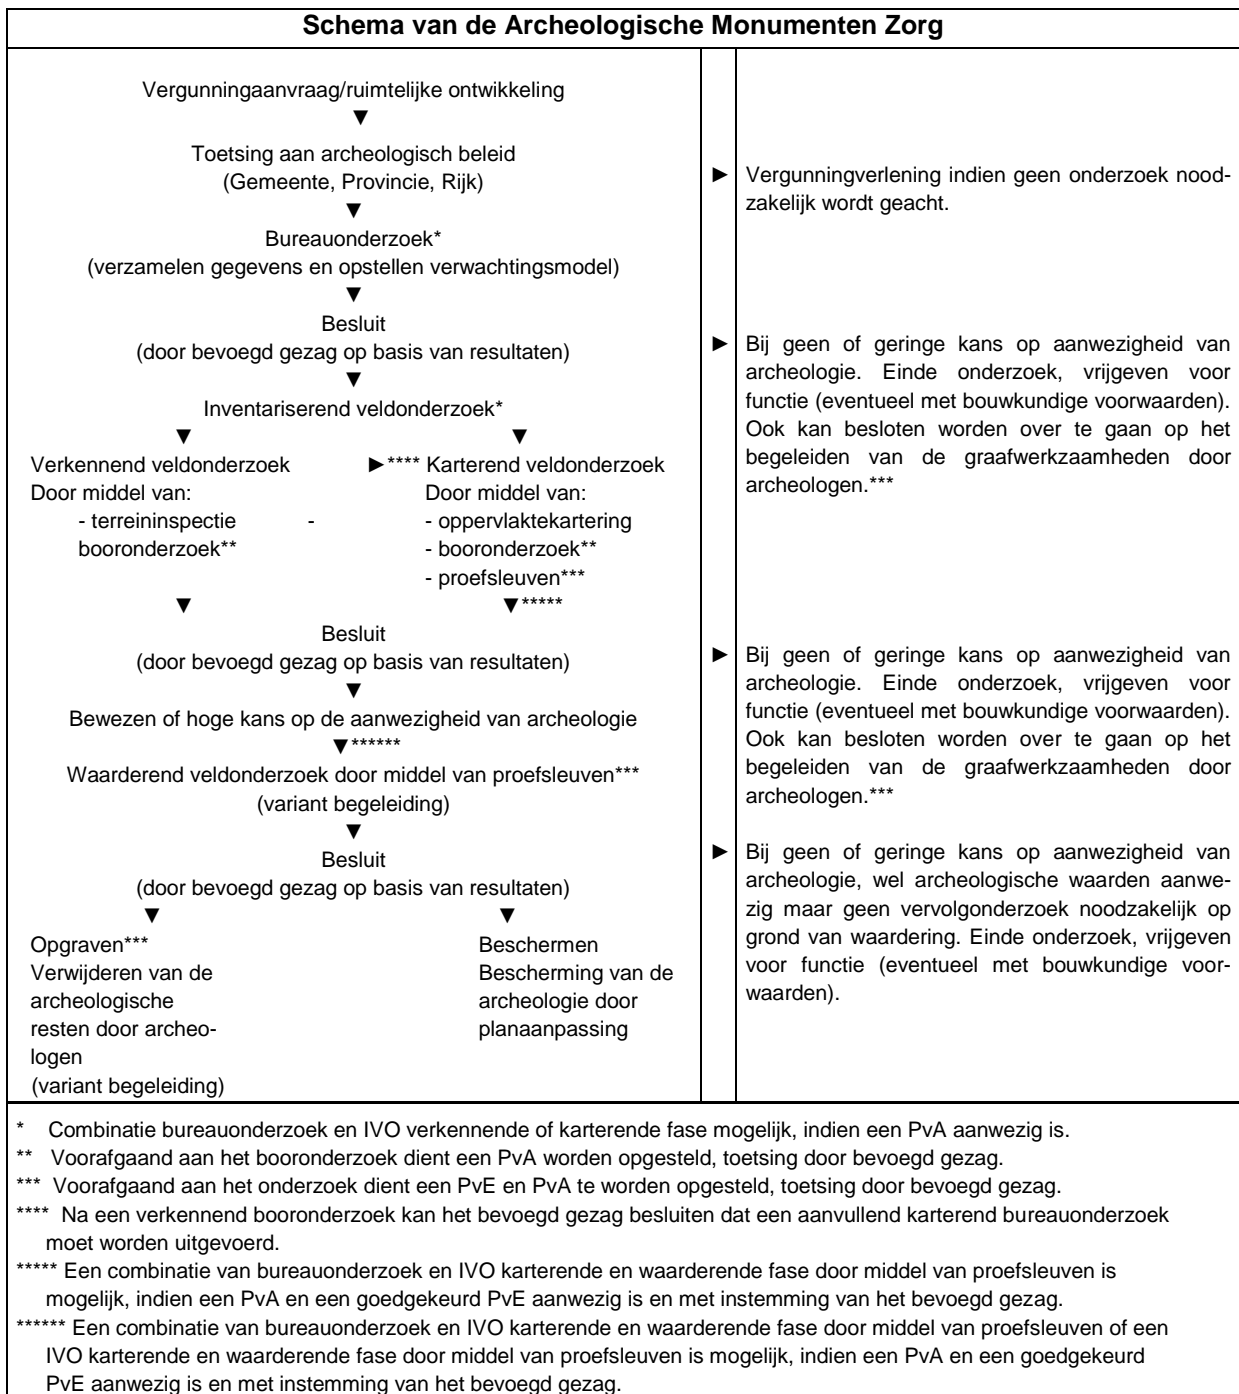 Schema van de Archeologische Monumenten Zorg
Vergunningaanvraag/ruimtelijke ontwikkeling
▼
Toetsing aan archeologisch beleid
(Gemeente, Provincie, Rijk)
▼
Bureauonderzoek*
(verzamelen gegevens en opstellen verwachtingsmodel)
▼
Besluit
(door bevoegd gezag op basis van resultaten)
▼
Inventariserend veldonderzoek*
▼ ▼
Verkennend veldonderzoek ►**** Karterend veldonderzoek
Door middel van: Door middel van:
- terreininspectie - - oppervlaktekartering
booronderzoek** - booronderzoek**
- proefsleuven***
▼ ▼*****
Besluit
(door bevoegd gezag op basis van resultaten)
▼
Bewezen of hoge kans op de aanwezigheid van archeologie
▼******
Waarderend veldonderzoek door middel van proefsleuven***
(variant begeleiding)
▼
Besluit
(door bevoegd gezag op basis van resultaten)
▼ ▼
Opgraven*** Beschermen
Verwijderen van de Bescherming van de
archeologische archeologie door
resten door archeo- planaanpassing
logen
(variant begeleiding)
► Vergunningverlening indien geen onderzoek nood-
zakelijk wordt geacht.
► Bij geen of geringe kans op aanwezigheid van
archeologie. Einde onderzoek, vrijgeven voor
functie (eventueel met bouwkundige voorwaarden).
Ook kan besloten worden over te gaan op het
begeleiden van de graafwerkzaamheden door
archeologen.***
► Bij geen of geringe kans op aanwezigheid van
archeologie. Einde onderzoek, vrijgeven voor
functie (eventueel met bouwkundige voorwaarden).
Ook kan besloten worden over te gaan op het
begeleiden van de graafwerkzaamheden door
archeologen.***
► Bij geen of geringe kans op aanwezigheid van
archeologie, wel archeologische waarden aanwe-
zig maar geen vervolgonderzoek noodzakelijk op
grond van waardering. Einde onderzoek, vrijgeven
voor functie (eventueel met bouwkundige voor-
waarden).
* Combinatie bureauonderzoek en IVO verkennende of karterende fase mogelijk, indien een PvA aanwezig is.
** Voorafgaand aan het booronderzoek dient een PvA worden opgesteld, toetsing door bevoegd gezag.
*** Voorafgaand aan het onderzoek dient een PvE en PvA te worden opgesteld, toetsing door bevoegd gezag.
**** Na een verkennend booronderzoek kan het bevoegd gezag besluiten dat een aanvullend karterend bureauonderzoek
moet worden uitgevoerd.
***** Een combinatie van bureauonderzoek en IVO karterende en waarderende fase door middel van proefsleuven is
mogelijk, indien een PvA en een goedgekeurd PvE aanwezig is en met instemming van het bevoegd gezag.
****** Een combinatie van bureauonderzoek en IVO karterende en waarderende fase door middel van proefsleuven of een
IVO karterende en waarderende fase door middel van proefsleuven is mogelijk, indien een PvA en een goedgekeurd
PvE aanwezig is en met instemming van het bevoegd gezag.